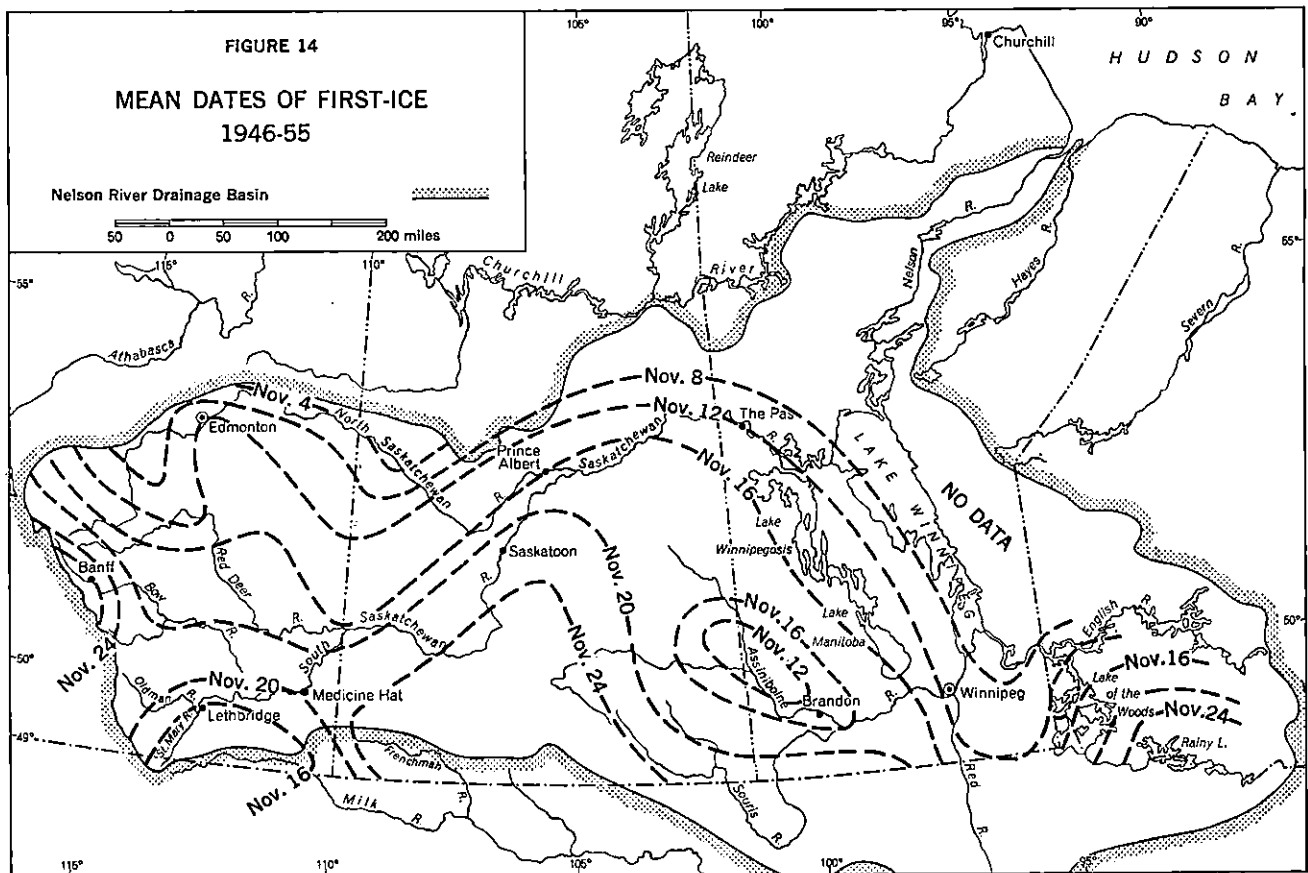 FIGURE 14
MEAN DATES OF FIRST-ICE
1946-55
Nelson River Drainage Basin
50 0 50 100 200 miles
105°
100°
95°
90°
Churchill
HUDSON
BAY
Reindeer
Lake
115°
110°
55°
65°
Churchill
River
Nelson
R.
Hayes
R.
Severn
R.
Athabasca
R.
Nov. 4
Nov. 8
Edmonton
North
Saskatchewan
R.
Nov. 12
The Pas
R.
Prince
Albert
Saskatchewan
Nov. 16
LAKE WINNIPEG
NO DATA
Lake
Winnipegosis
Saskatoon
R.
Banff
Bow
R.
Red Deer
R.
Saskatchewan
South
Nov. 20
Nov. 16
Nov. 12
Lake
Manitoba
English
R.
50°
50°
Nov. 24
Nov. 20
Medicine Hat
Oldman
R.
Lethbridge
St. Mary R.
Nov. 24
Assiniboine
Brandon
R.
Winnipeg
Nov. 16
Lake
of the
Woods
Nov. 24
Rainy L.
49°
Nov. 16
Frenchman
R.
Milk
R.
Souris
R.
Red
R.
115°
110°
105°
100°
95°